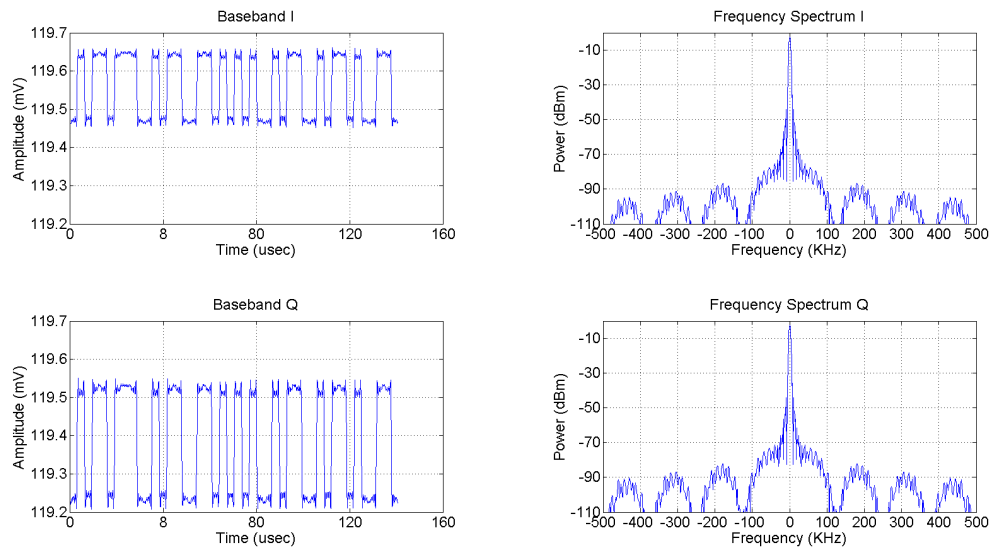 Baseband I
119.7
119.6
119.5
119.4
119.3
119.2
Amplitude (mV)
0 8 80 120 160
Time (usec)
Frequency Spectrum I
-10
-30
-50
-70
-90
-110
Power (dBm)
-500 -400 -300 -200 -100 0 100 200 300 400 500
Frequency (KHz)
Baseband Q
119.7
119.6
119.5
119.4
119.3
119.2
Amplitude (mV)
0 8 80 120 160
Time (usec)
Frequency Spectrum Q
-10
-30
-50
-70
-90
-110
Power (dBm)
-500 -400 -300 -200 -100 0 100 200 300 400 500
Frequency (KHz)